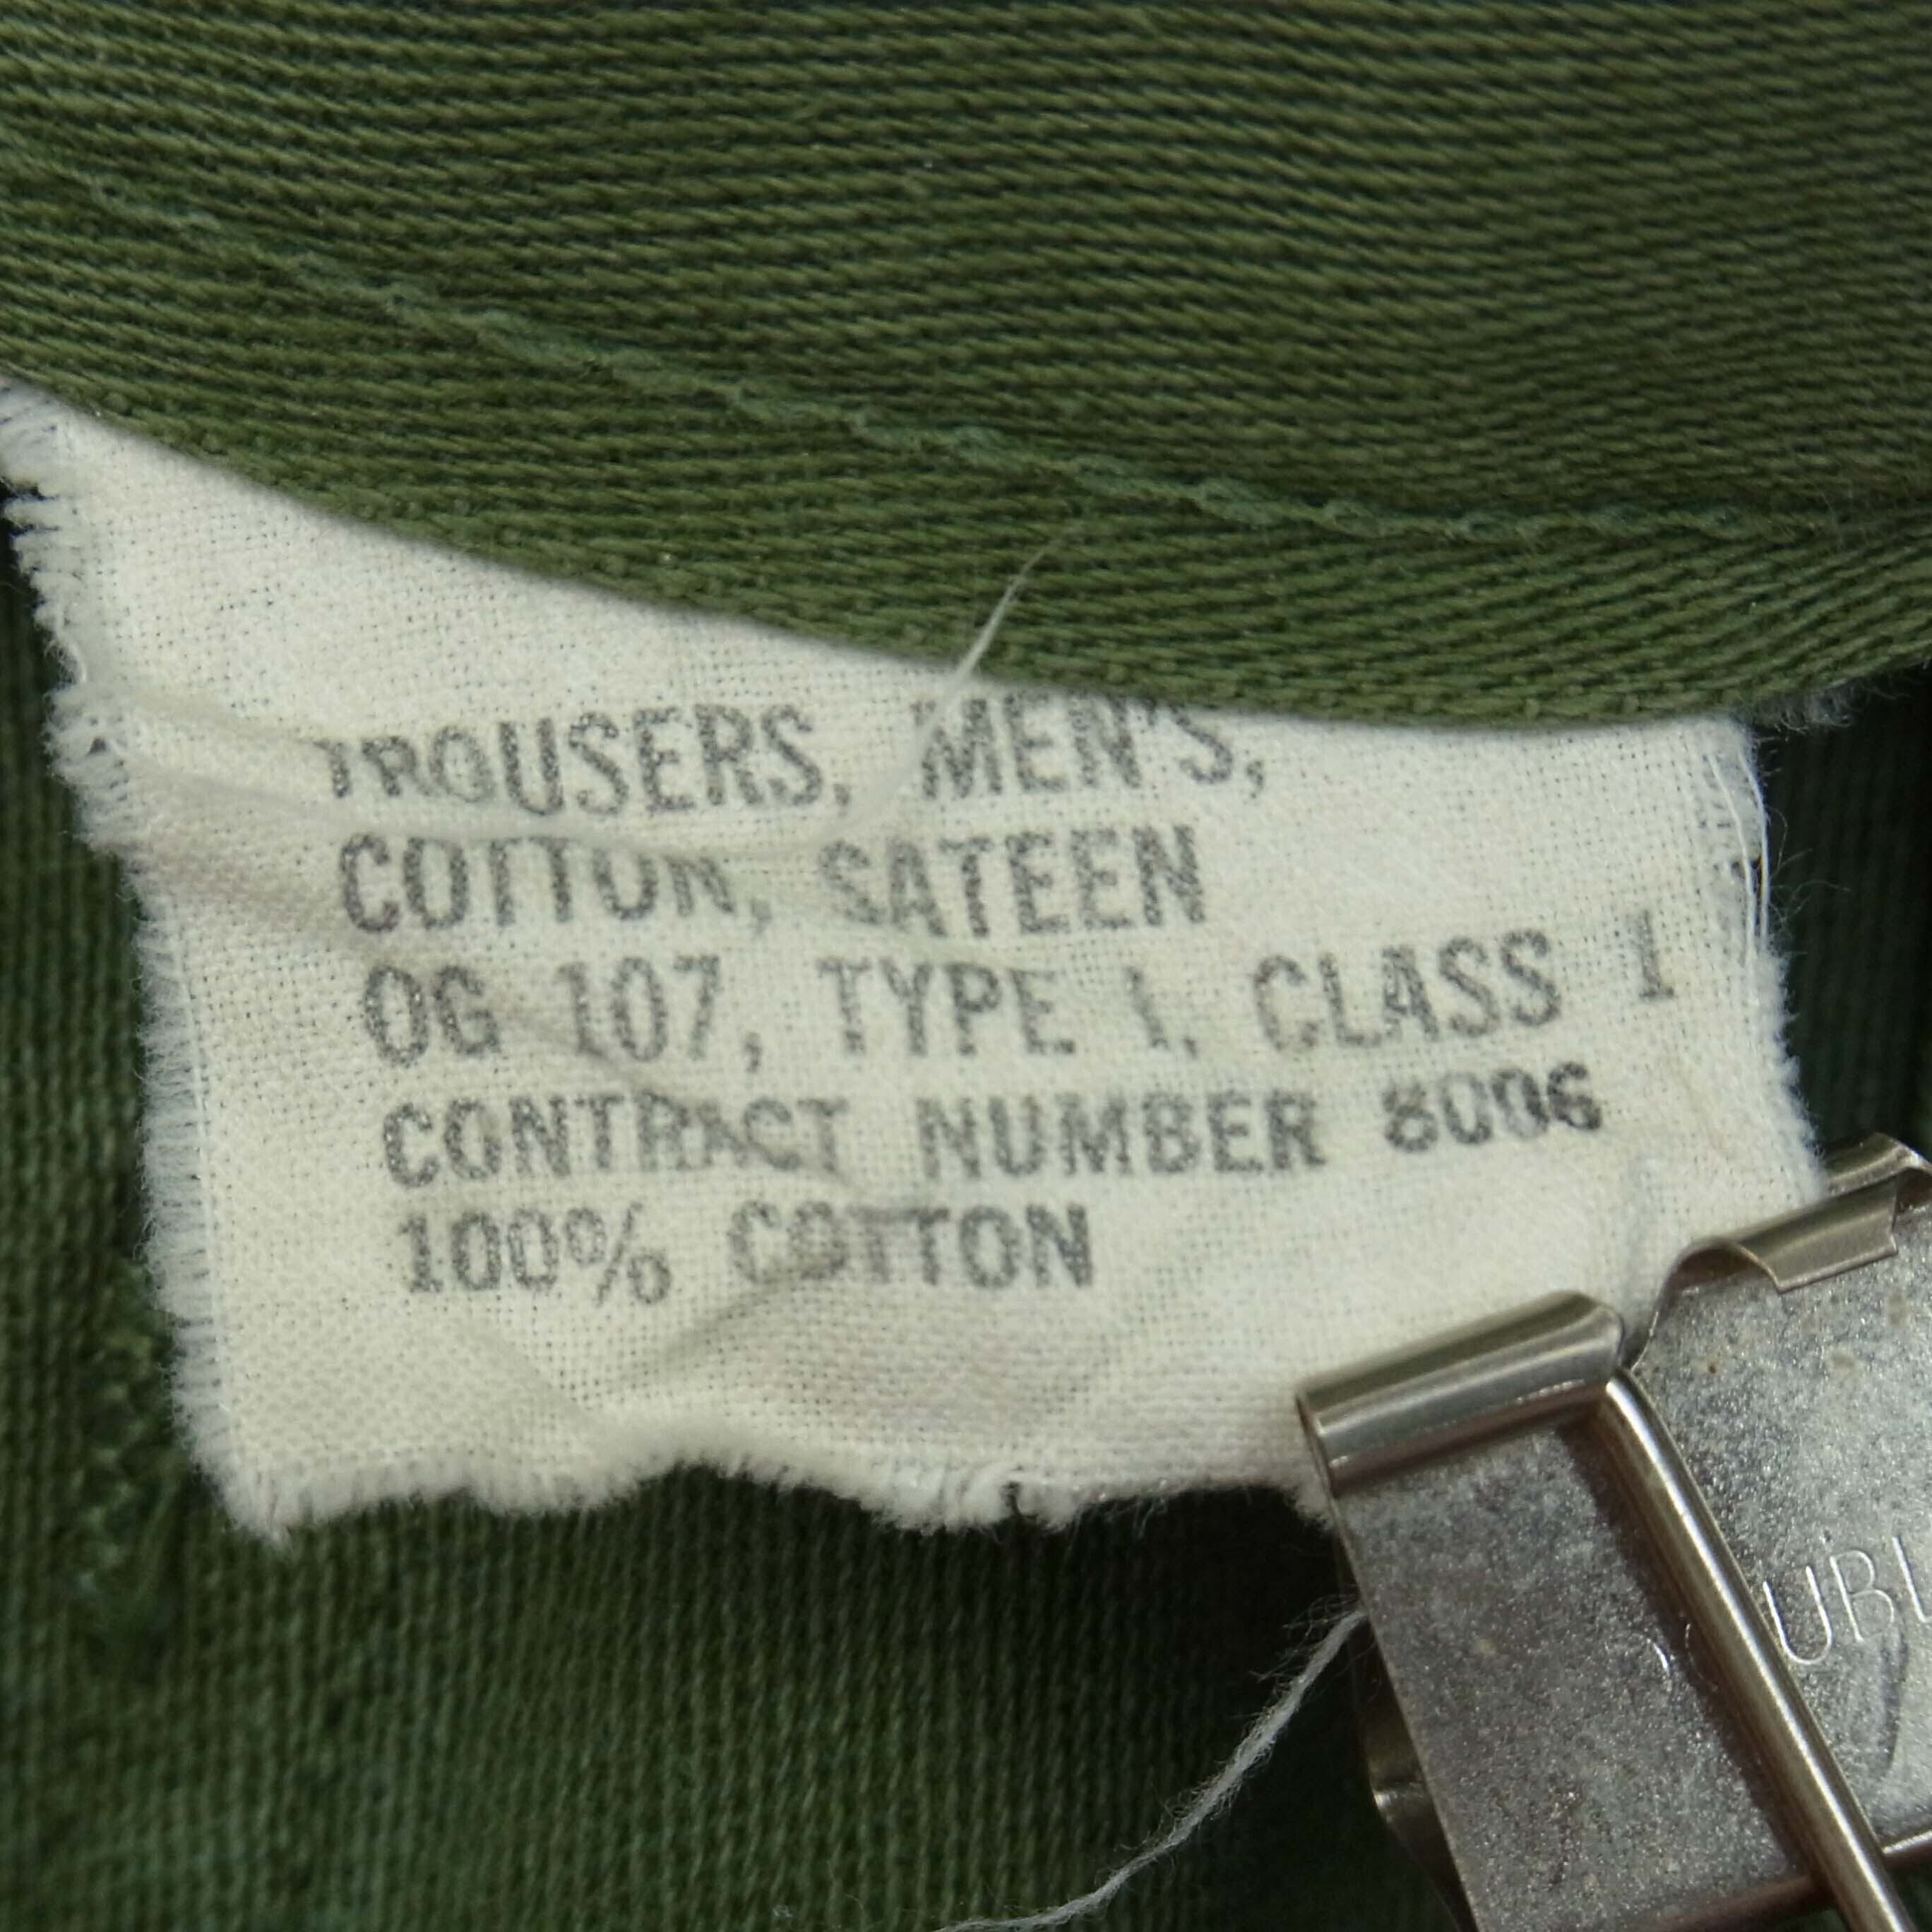 TROUSERS, MEN'S,
COTTON, SATEEN
OG 107, TYPE I, CLASS 1
CONTRACT NUMBER 8006
100% COTTON